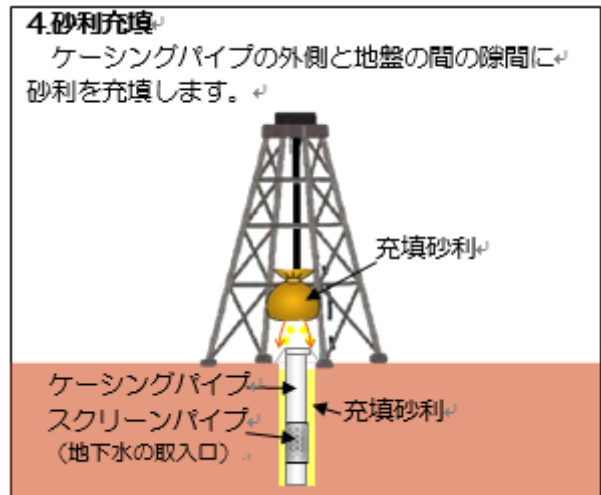 4.砂利充填
ケーシングパイプの外側と地盤の間の隙間に
砂利を充填します。
充填砂利
ケーシングパイプ
スクリーンパイプ
（地下水の取入口）
充填砂利